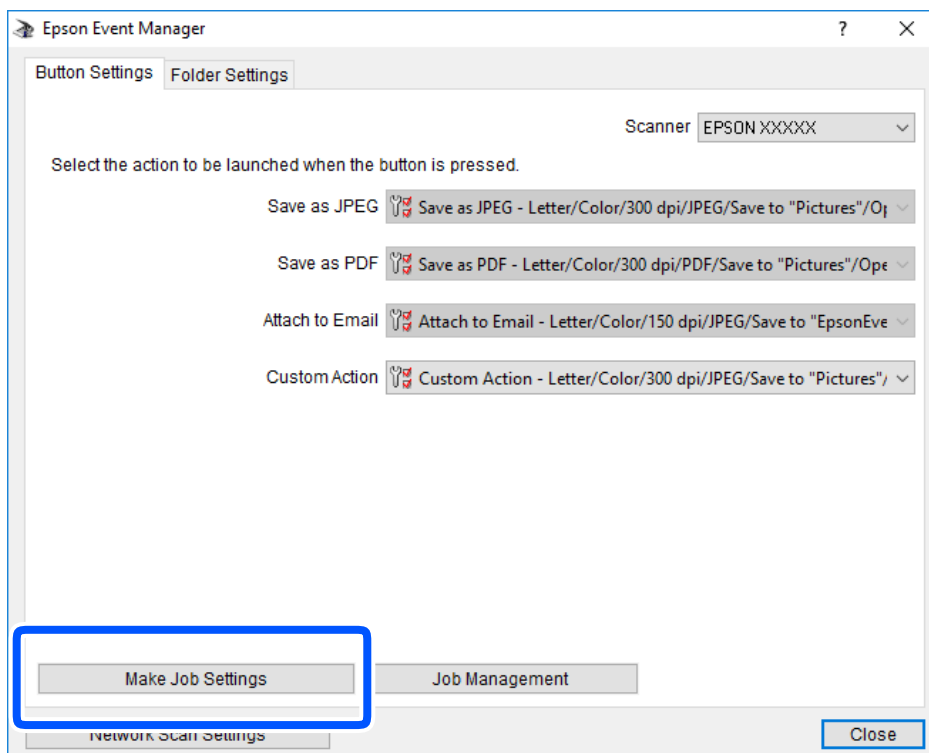 Epson Event Manager
Button Settings Folder Settings
Scanner EPSON XXXXX
Select the action to be launched when the button is pressed.
Save as JPEG Save as JPEG - Letter/Color/300 dpi/JPEG/Save to "Pictures"/Op
Save as PDF Save as PDF - Letter/Color/300 dpi/PDF/Save to "Pictures"/Ope
Attach to Email Attach to Email - Letter/Color/150 dpi/JPEG/Save to "EpsonEve
Custom Action Custom Action - Letter/Color/300 dpi/JPEG/Save to "Pictures"/
Make Job Settings Job Management
Network Scan Settings Close